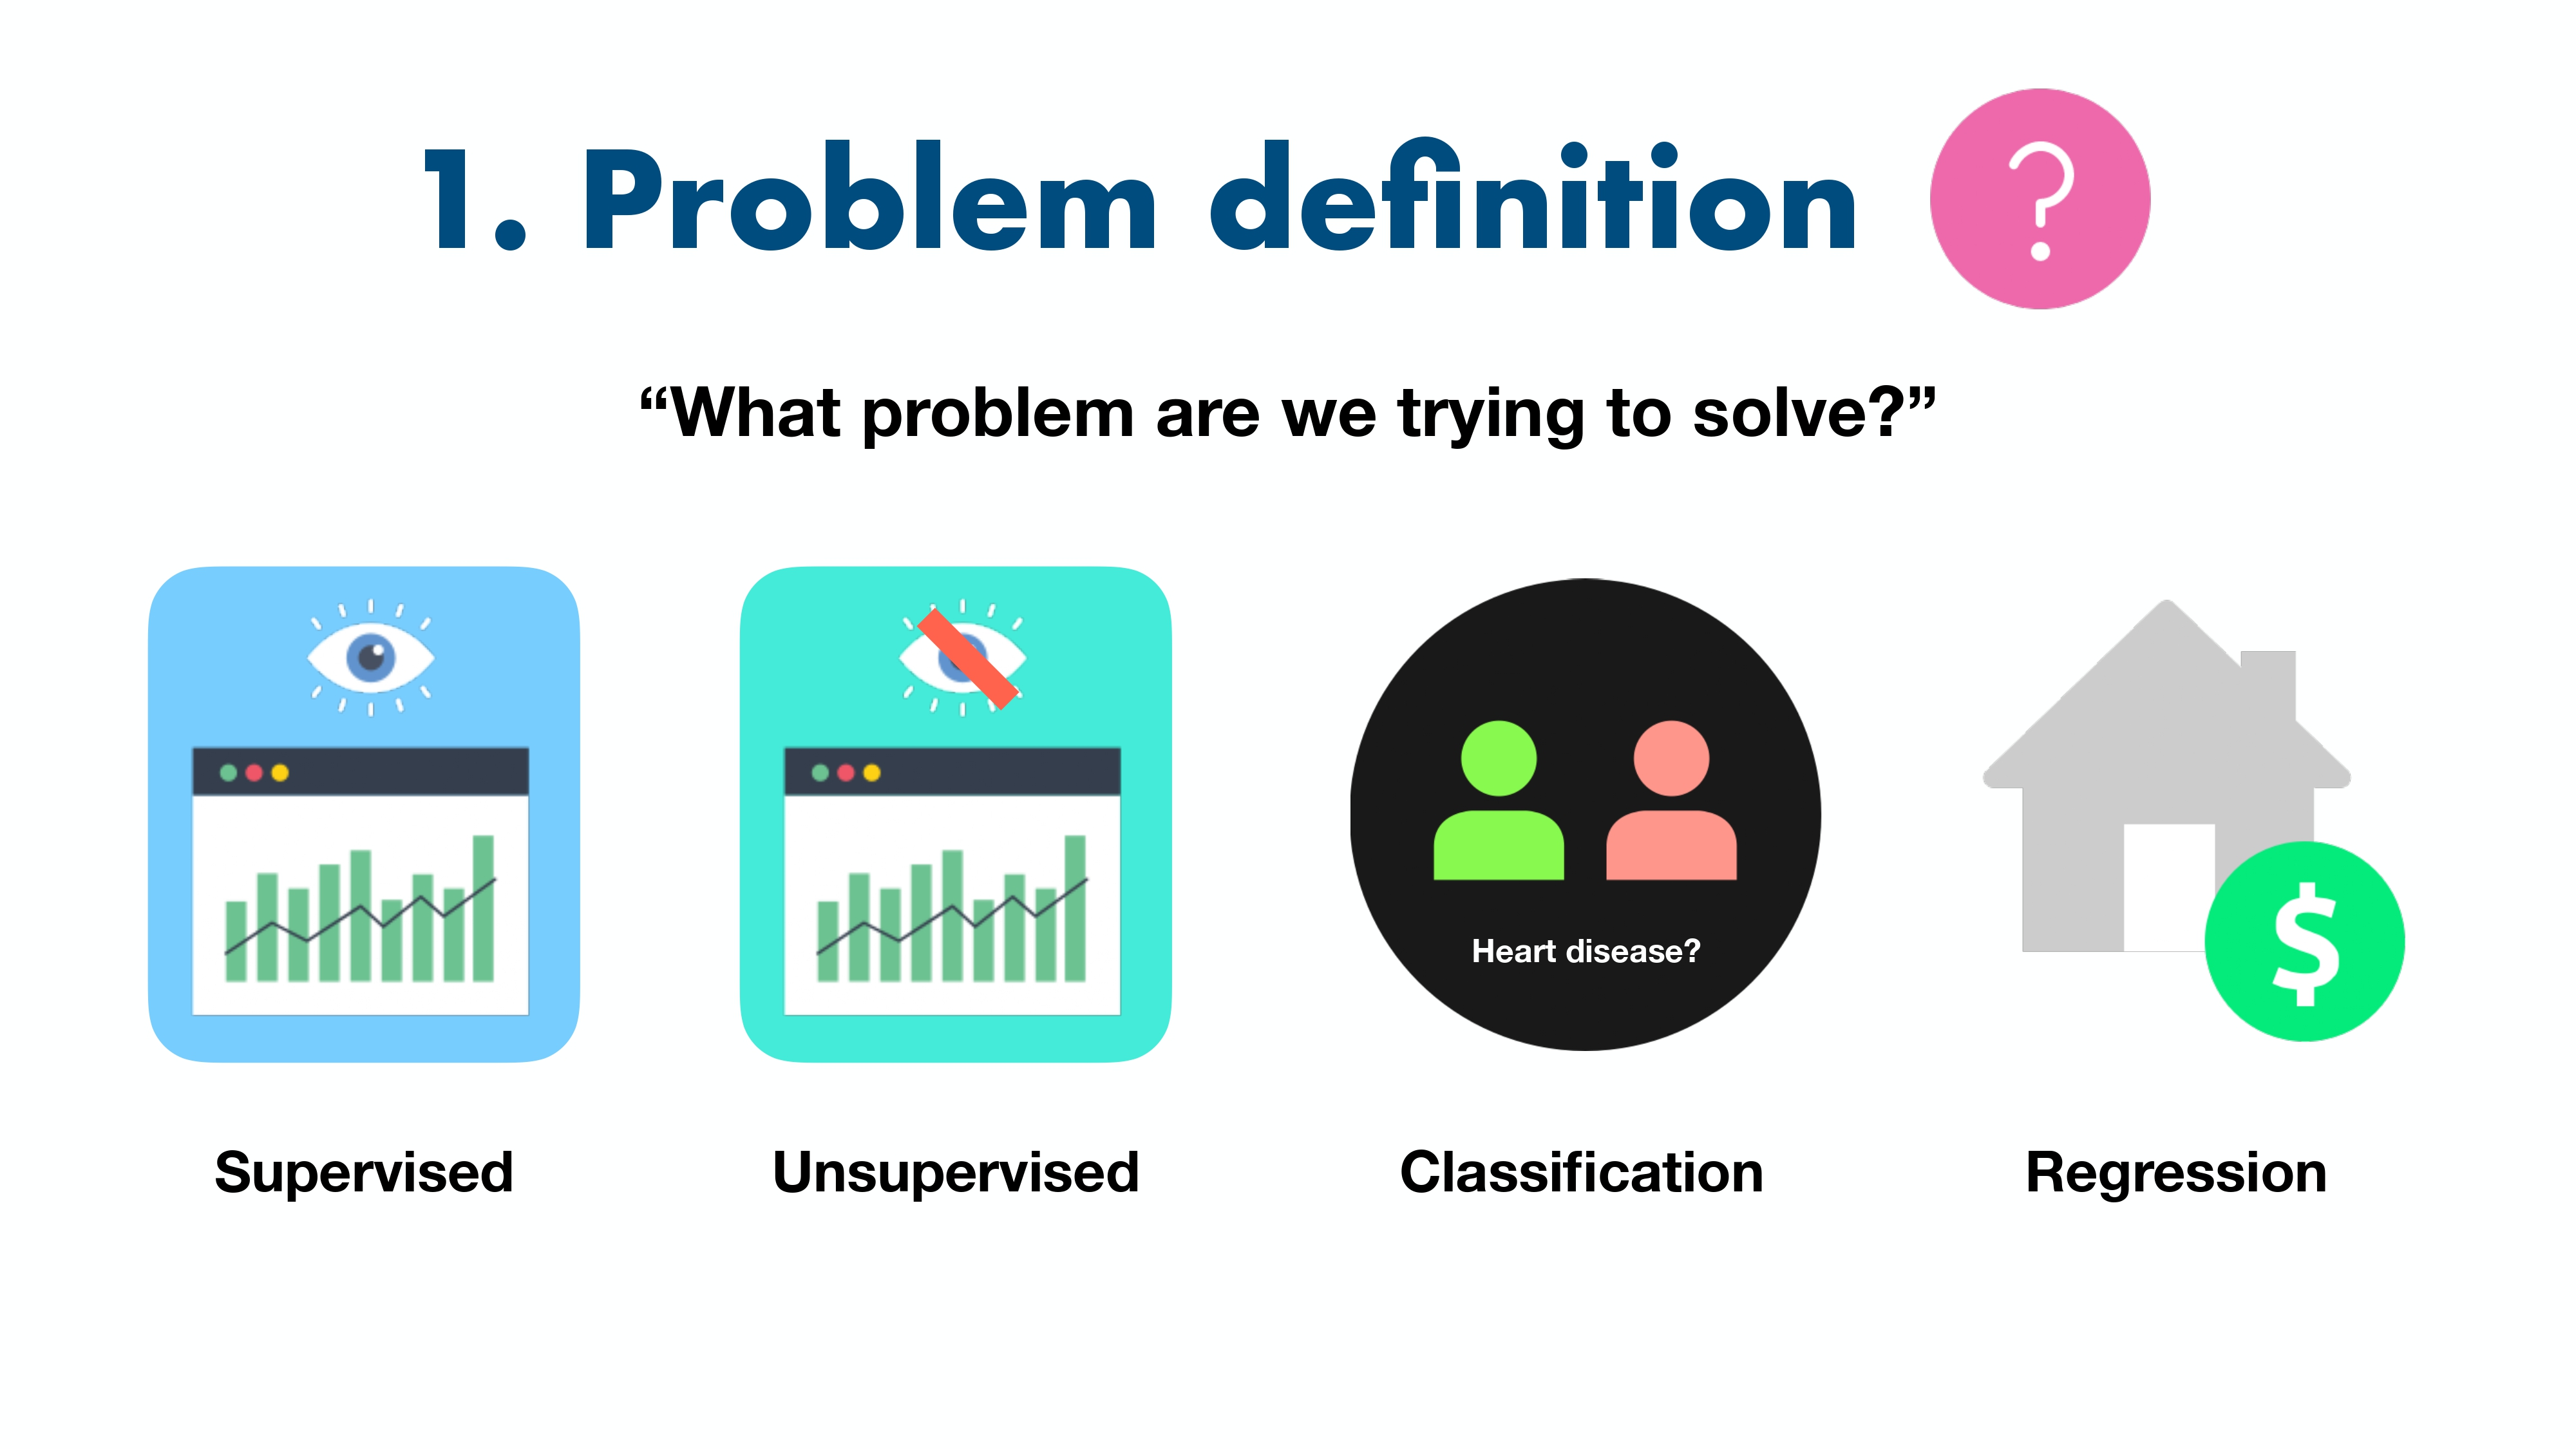 1. Problem definition
?
“What problem are we trying to solve?”
Heart disease?
$
Supervised
Unsupervised
Classification
Regression